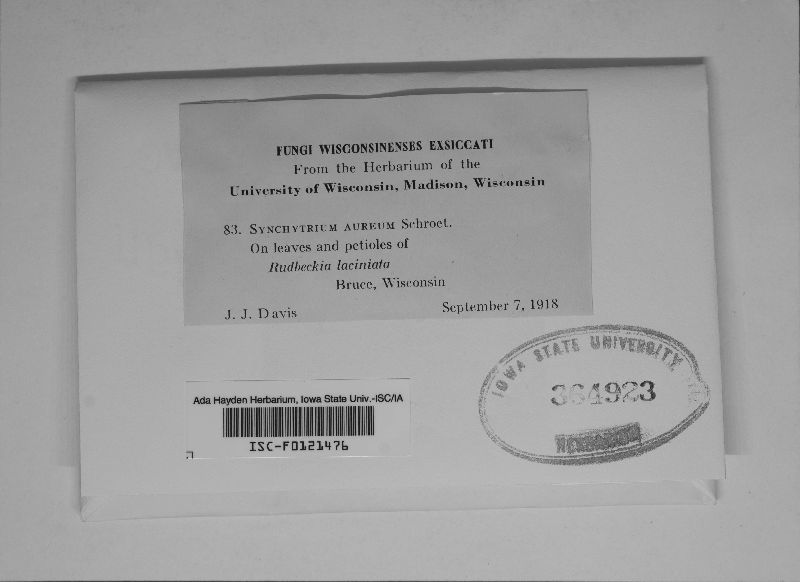 FUNGI WISCONSINENSES EXSICCATI
From the Herbarium of the
University of Wisconsin, Madison, Wisconsin
83. SYNCHYTRIUM AUREUM Schroet.
On leaves and petioles of
Rudbeckia laciniata
Bruce, Wisconsin
J. J. Davis September 7, 1918
IOWA STATE UNIVERSITY
364923
HERBARIUM
Ada Hayden Herbarium, Iowa State Univ.-ISC/IA
ISC-F0121476